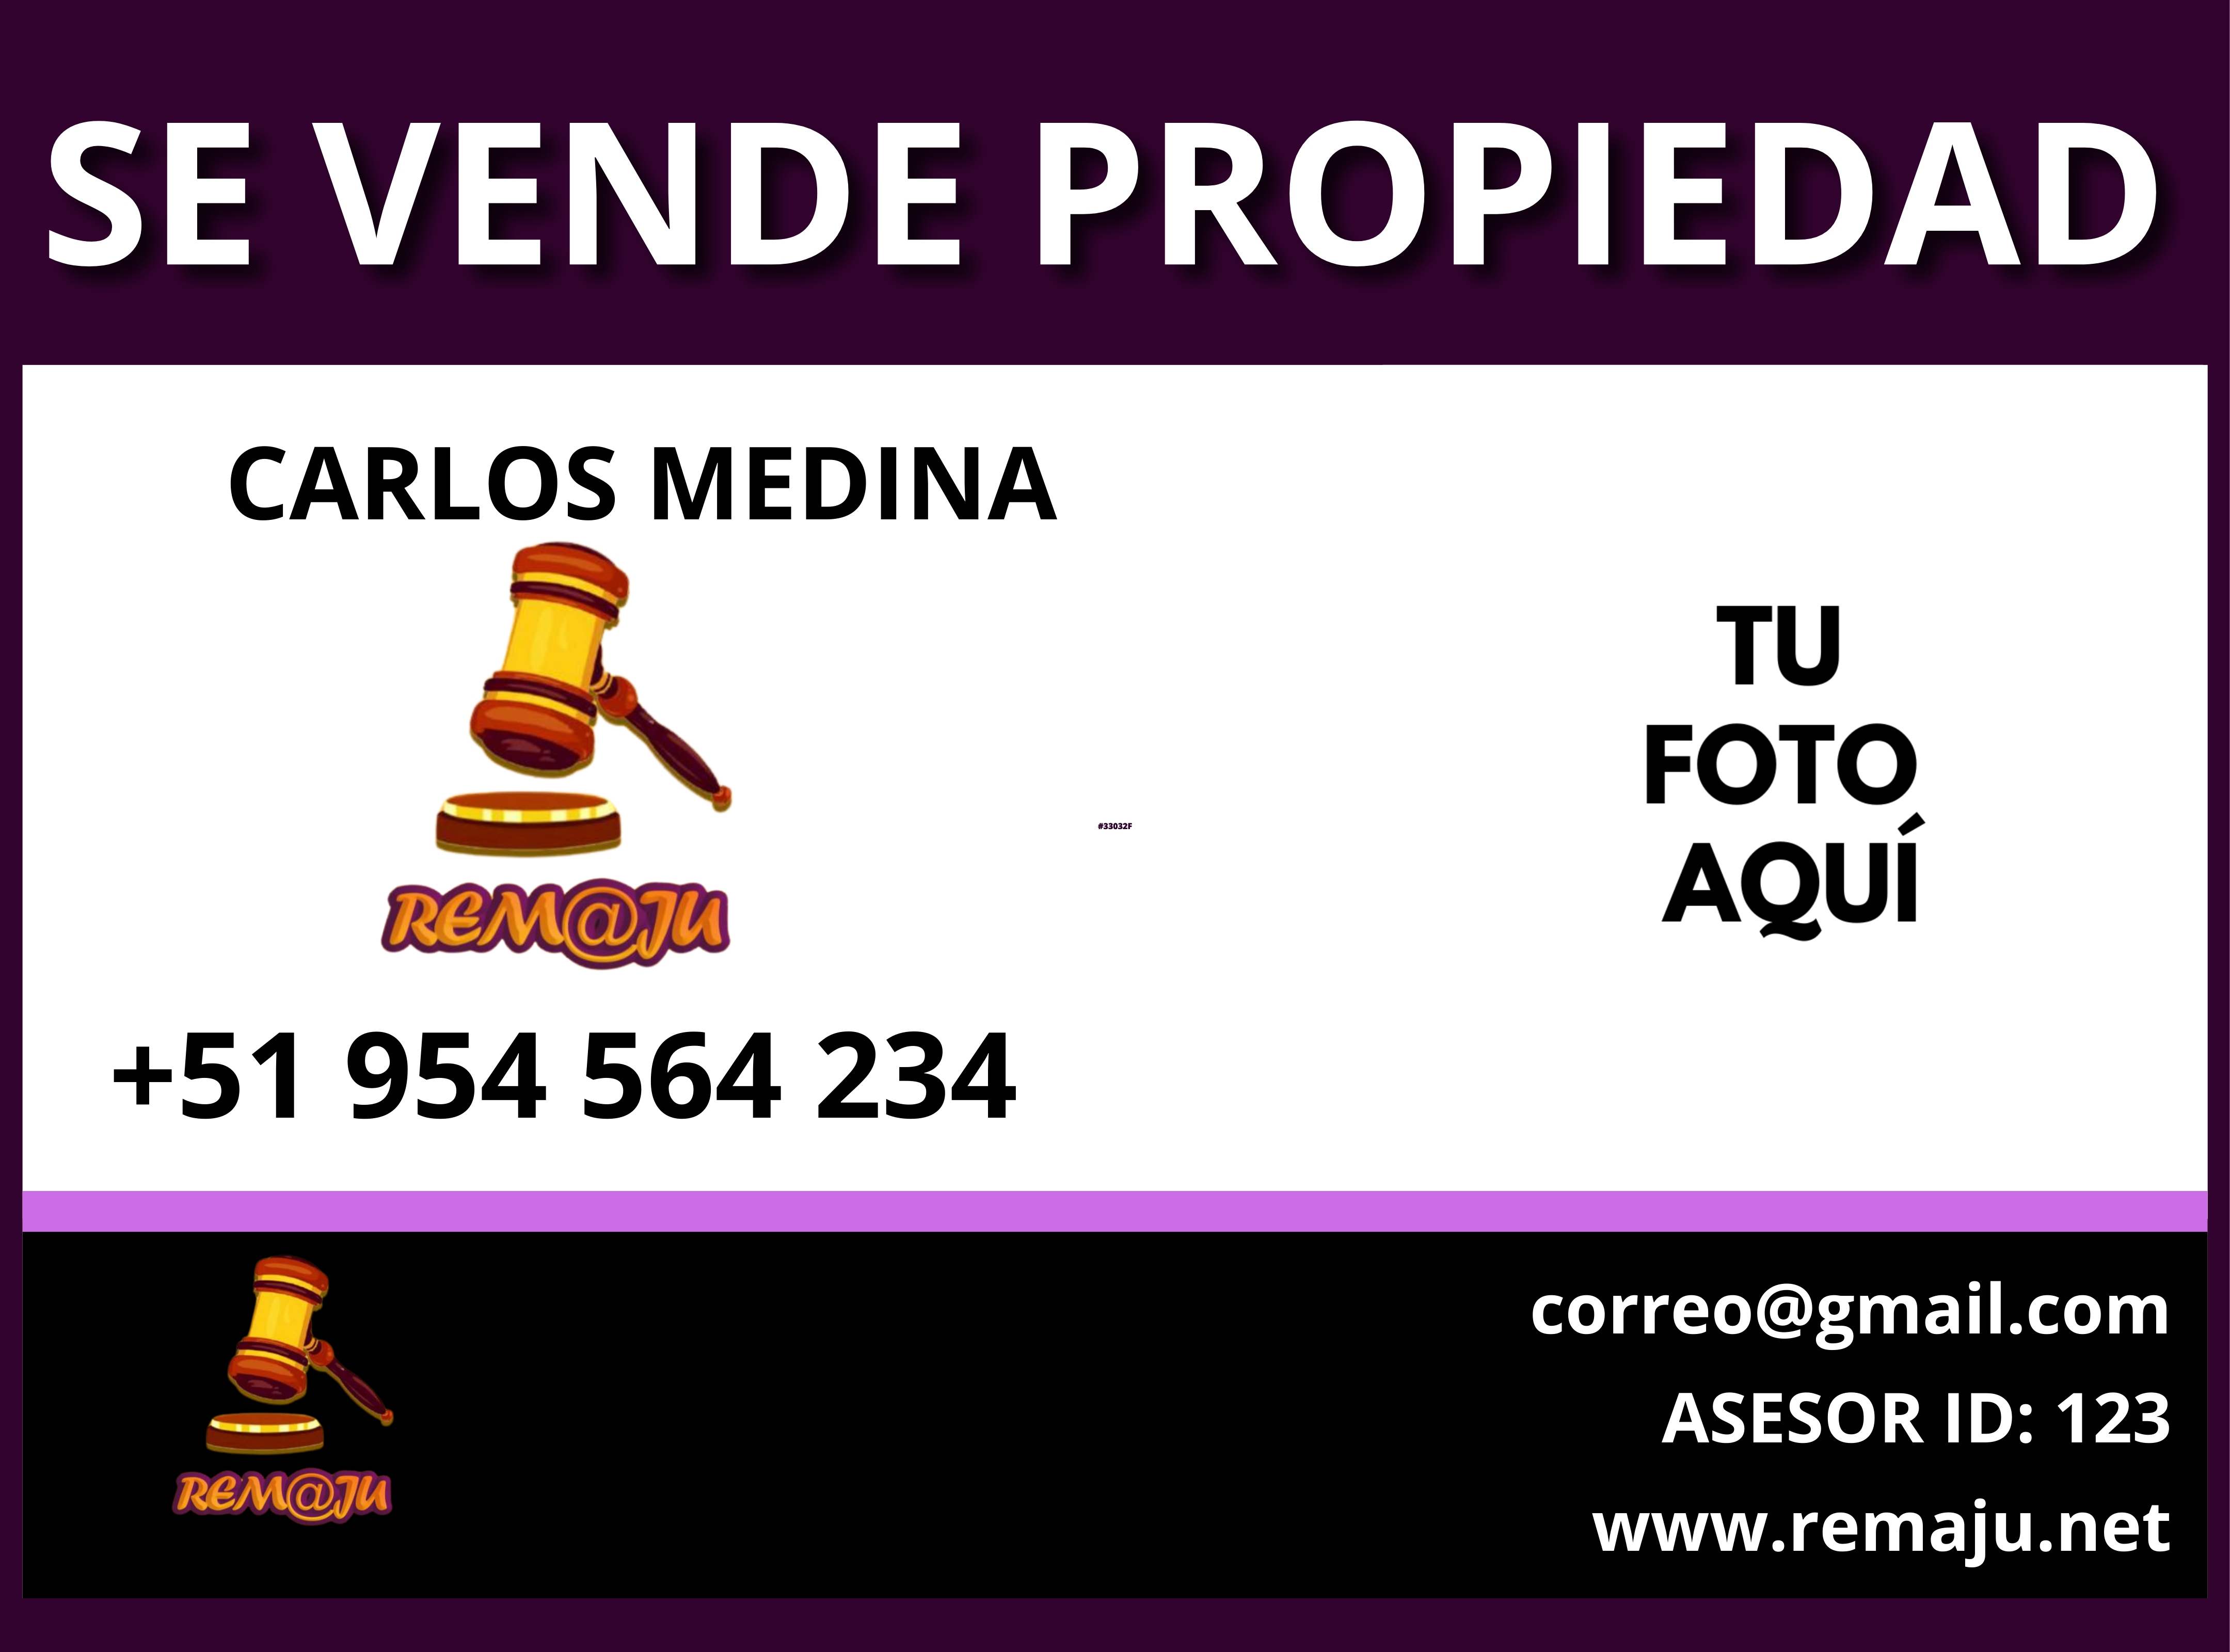 SE VENDE PROPIEDAD
CARLOS MEDINA
REM@JU
+51 954 564 234
#33032F
TU
FOTO
AQUÍ
REM@JU
correo@gmail.com
ASESOR ID: 123
www.remaju.net